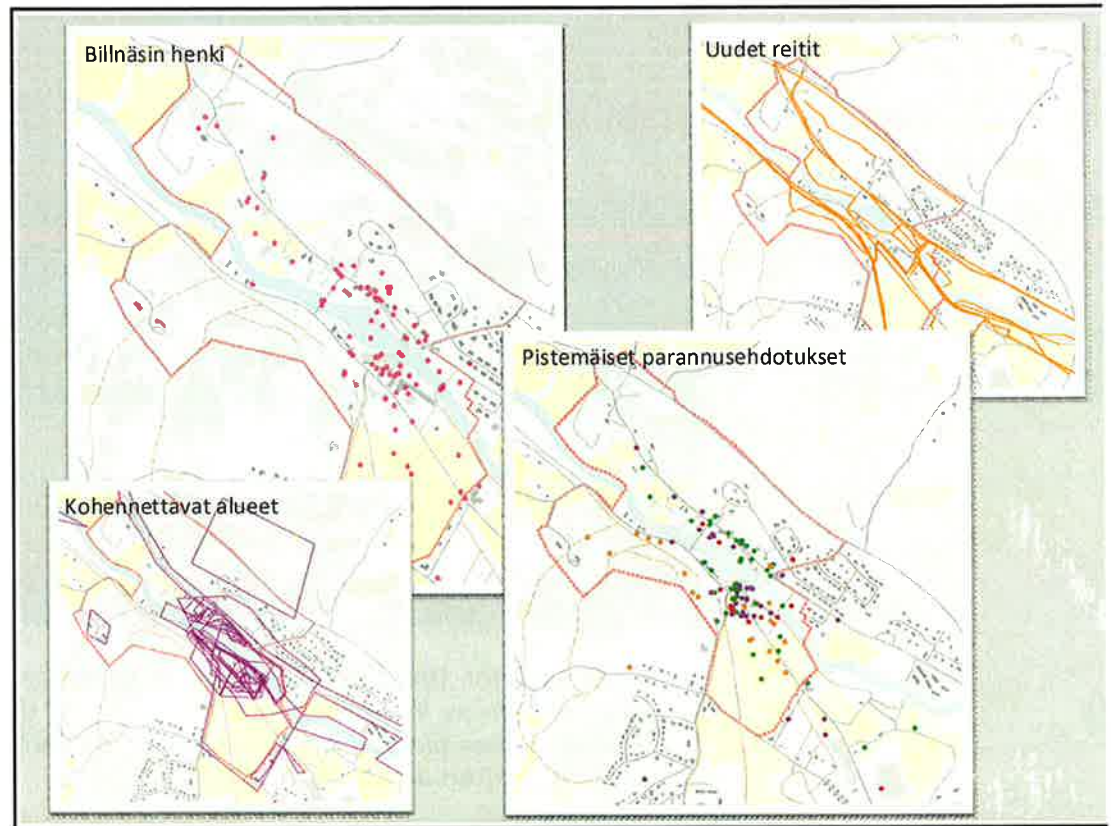 Billnäsin henki
Uudet reitit
Pistemäiset parannusehdotukset
Kohennettavat alueet